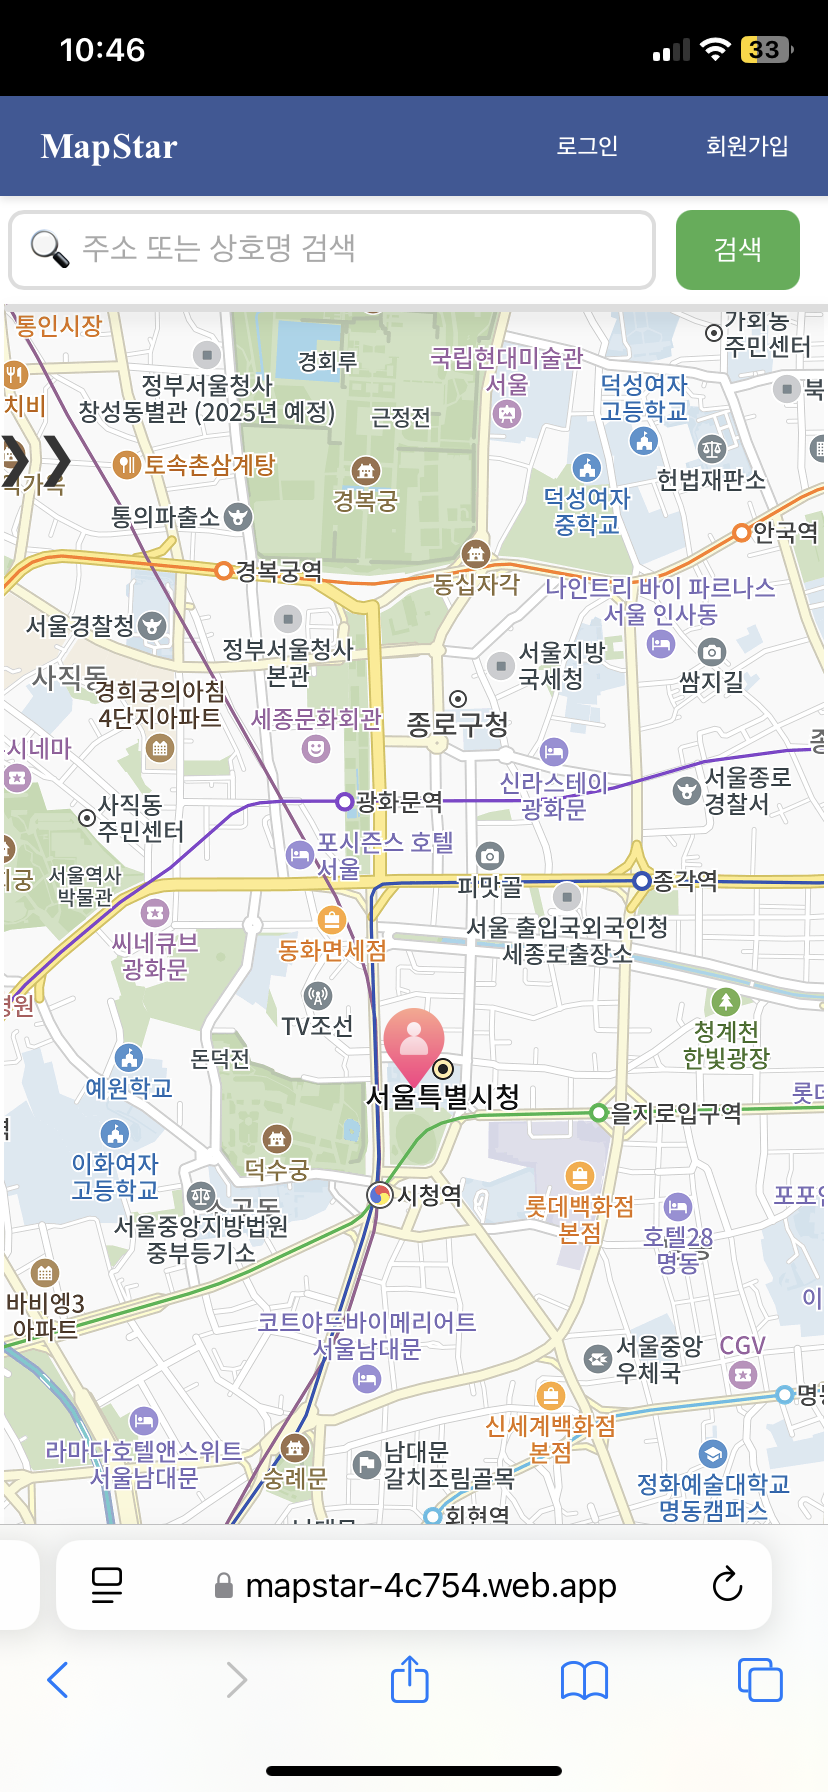 10:46
33
MapStar
로그인
회원가입
주소 또는 상호명 검색
검색
통인시장
가회동
주민센터
경회루
국립현대미술관
서울
정부서울청사
창성동별관 (2025년 예정)
덕성여자
고등학교
치비
근정전
북
토속촌삼계탕
헌법재판소
경복궁
덕성여자
중학교
통의파출소
안국역
경복궁역
동십자각
나인트리 바이 파르나스
서울 인사동
서울경찰청
정부서울청사
본관
서울지방
국세청
쌈지길
사직동
경희궁의아침
4단지아파트
세종문화회관
종로구청
시네마
신라스테이
광화문
서울종로
경찰서
사직동
주민센터
광화문역
포시즌스 호텔
서울
서울역사
박물관
궁
피맛골
종각역
서울 출입국외국인청
세종로출장소
씨네큐브
광화문
동화면세점
TV조선
청계천
한빛광장
돈덕전
예원학교
서울특별시청
롯데
을지로입구역
이화여자
고등학교
덕수궁
롯데백화점
본점
시청역
포포인
소공동
서울중앙지방법원
중부등기소
호텔28
명동
바비엥3
아파트
이
코트야드바이메리어트
서울남대문
서울중앙
우체국
CGV
명동
신세계백화점
본점
라마다호텔앤스위트
서울남대문
숭례문
남대문
갈치조림골목
정화예술대학교
명동캠퍼스
회현역
mapstar-4c754.web.app